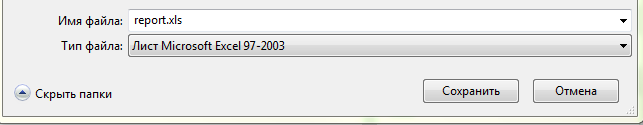 Имя файла: report.xls
Тип файла: Лист Microsoft Excel 97-2003
Скрыть папки Сохранить Отмена